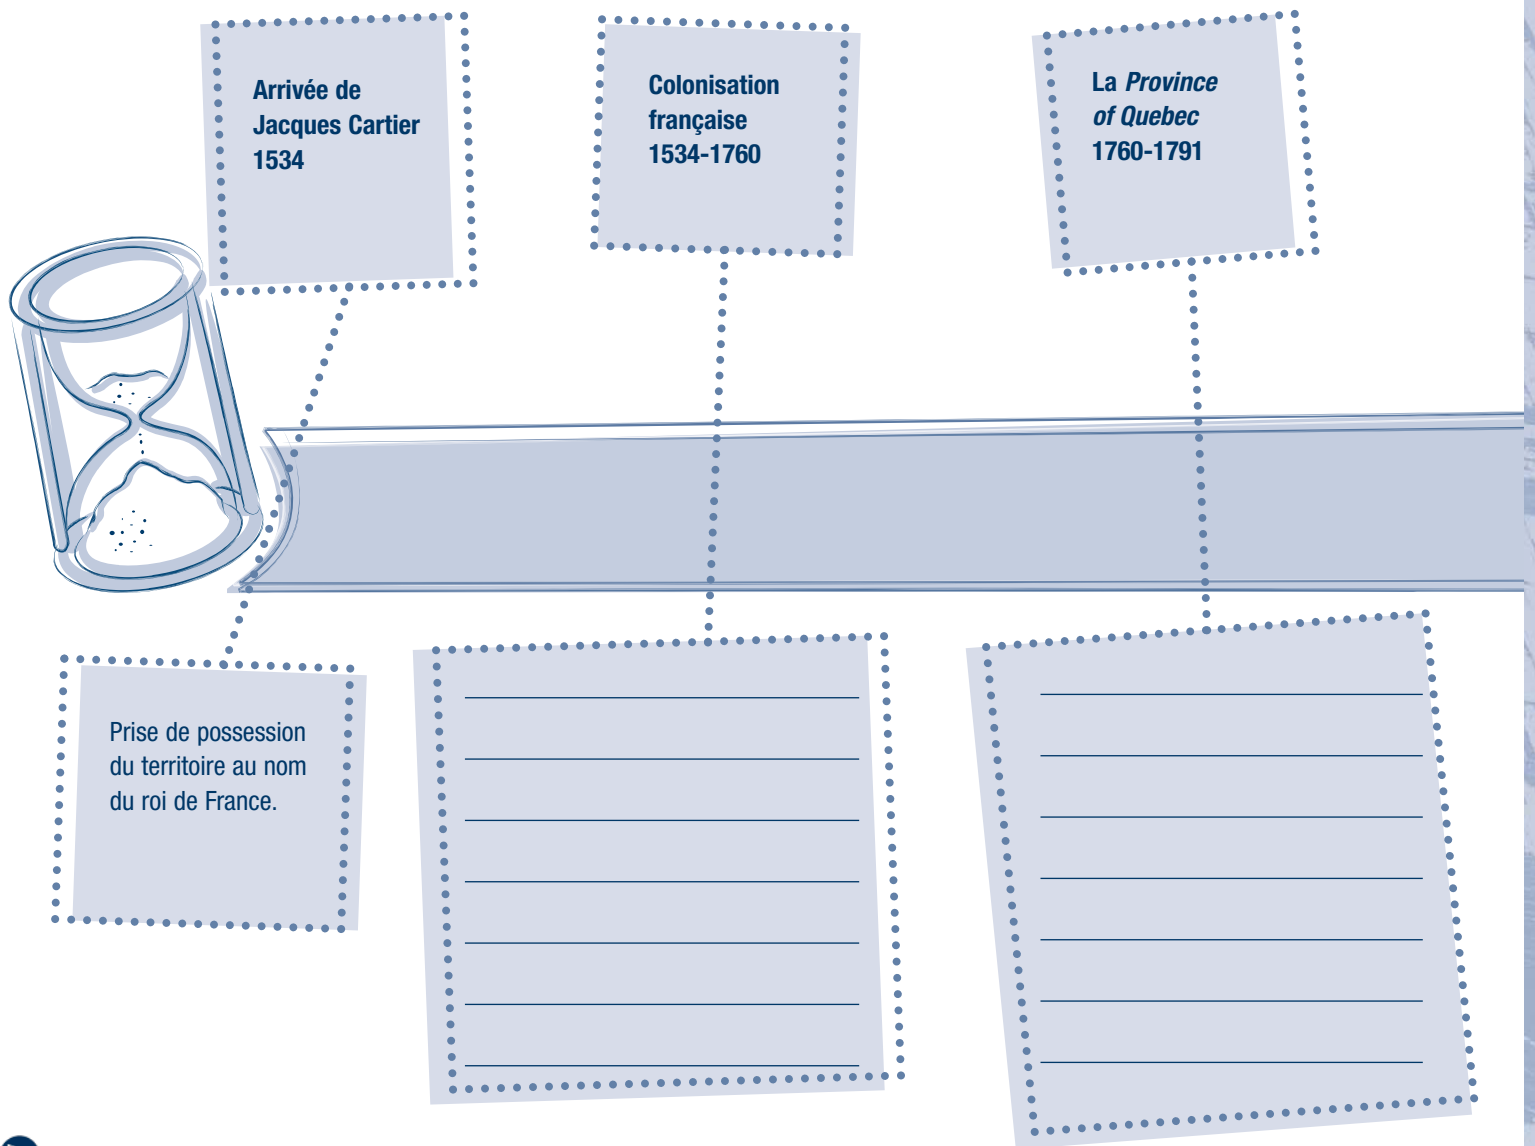 Arrivée de
Jacques Cartier
1534
Colonisation
française
1534-1760
La Province
of Quebec
1760-1791
Prise de possession
du territoire au nom
du roi de France.